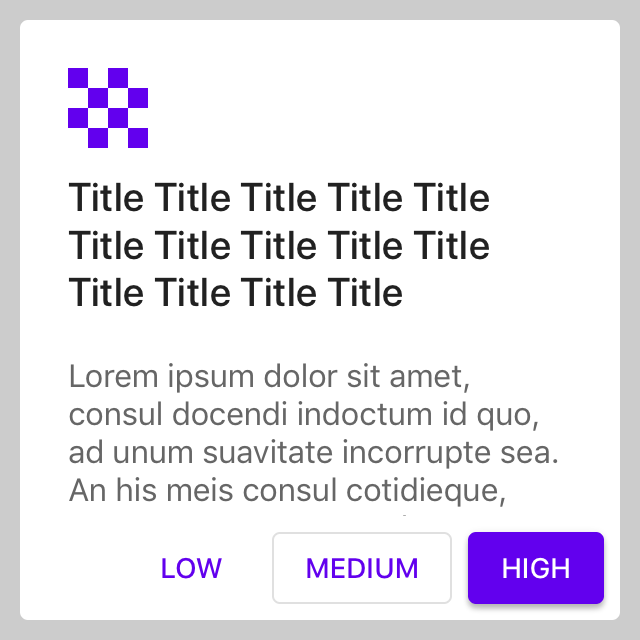 Title Title Title Title Title
Title Title Title Title Title
Title Title Title Title
Lorem ipsum dolor sit amet,
consul docendi indoctum id quo,
ad unum suavitate incorrupte sea.
An his meis consul cotidieque,
LOW
MEDIUM
HIGH